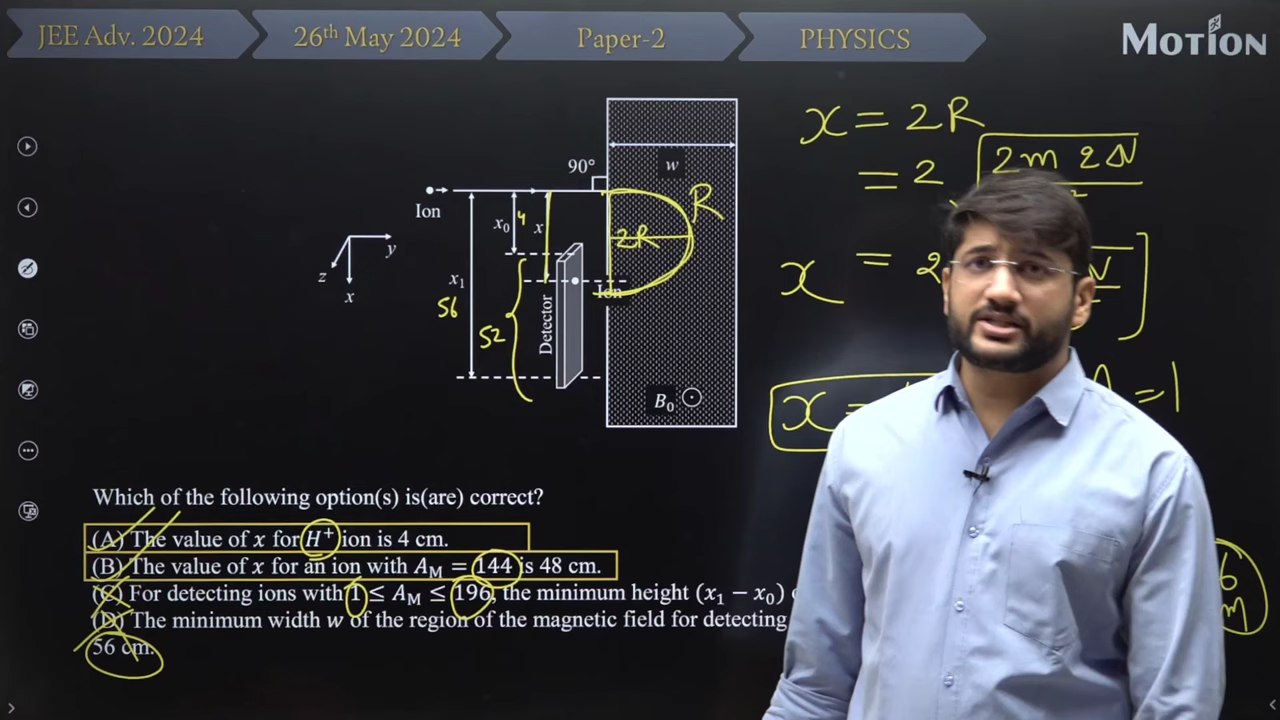 JEE Adv. 2024
26th May 2024
Paper-2
PHYSICS
MOTION
x = 2R
= 2 √ 2m qΔV
x = 2
x =
= 1
90°
w
Ion
x₀
4
x
R
2R
y
z
x
x₁
56
52
Detector
Ion
B₀
Which of the following option(s) is(are) correct?
(A) The value of x for H⁺ ion is 4 cm.
(B) The value of x for an ion with A_M = 144 is 48 cm.
(C) For detecting ions with 1 ≤ A_M ≤ 196, the minimum height (x₁ − x₀)
(D) The minimum width w of the region of the magnetic field for detecting
56 cm.